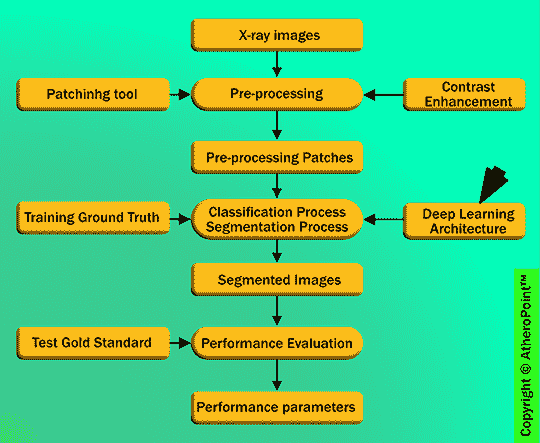 X-ray images
Patchinhg tool
Pre-processing
Contrast
Enhancement
Pre-processing Patches
Training Ground Truth
Classification Process
Segmentation Process
Deep Learning
Architecture
Segmented Images
Test Gold Standard
Performance Evaluation
Performance parameters
Copyright © AtheroPoint™